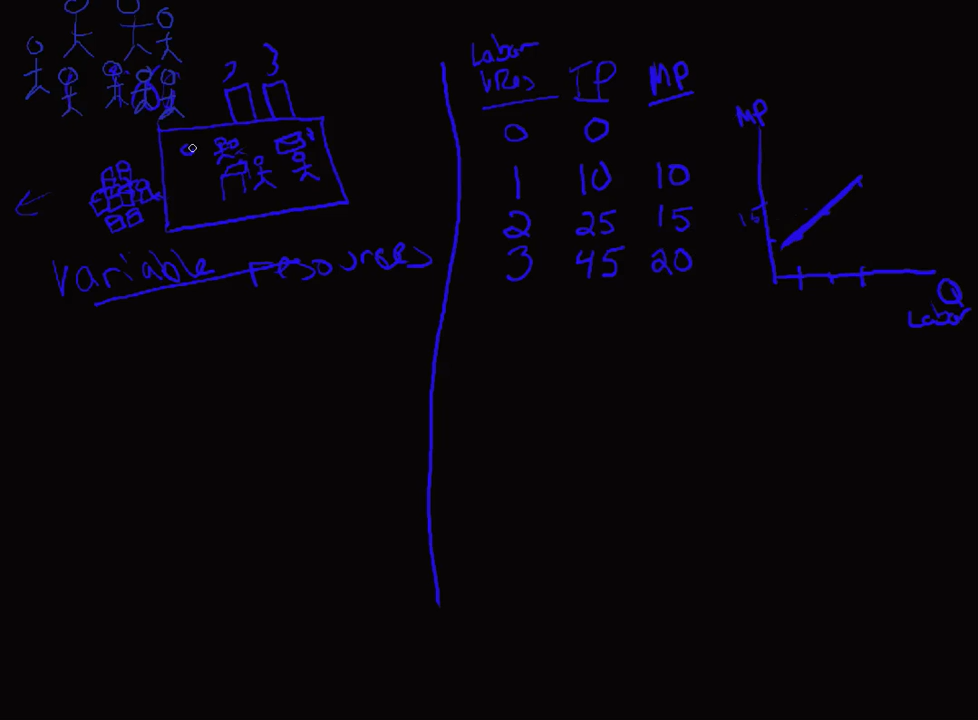 Variable resources
Labor
VRes TP MP
0 0
1 10 10
2 25 15
3 45 20
MP
15
Q
Labor